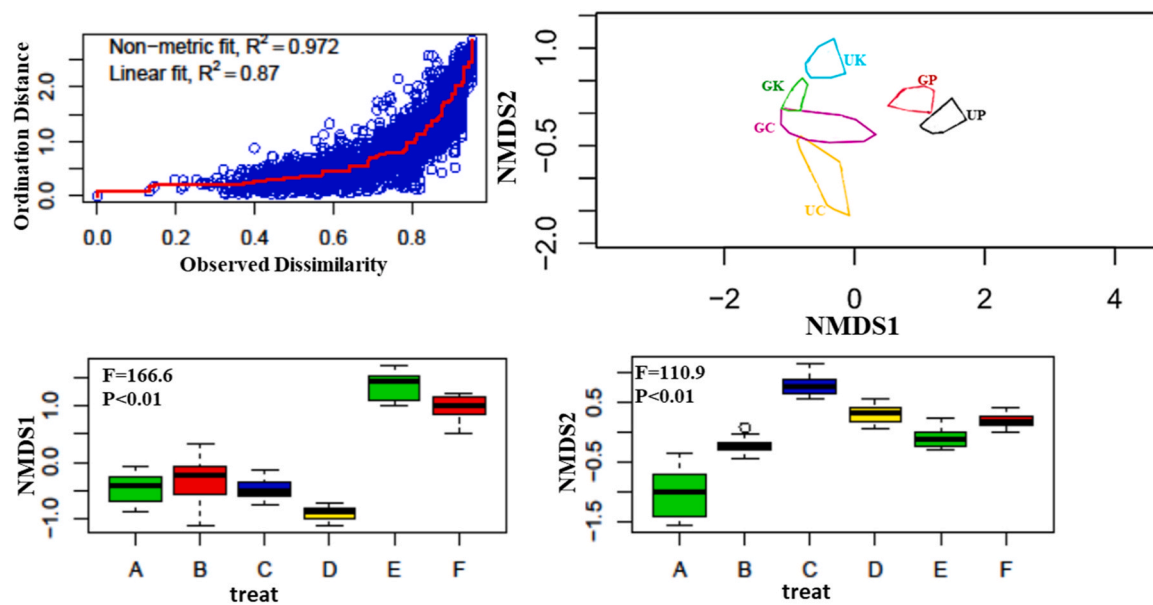 Non-metric fit, R² = 0.972
Linear fit, R² = 0.87
Ordination Distance
0.0 1.0 2.0
0.0 0.2 0.4 0.6 0.8
Observed Dissimilarity
NMDS2
1.0
-0.5
-2.0
UK
GK
GP
GC
UP
UC
−2 0 2 4
NMDS1
F=166.6
P<0.01
NMDS1
1.0
0.0
−1.0
A B C D E F
treat
F=110.9
P<0.01
NMDS2
0.5
-0.5
-1.5
A B C D E F
treat